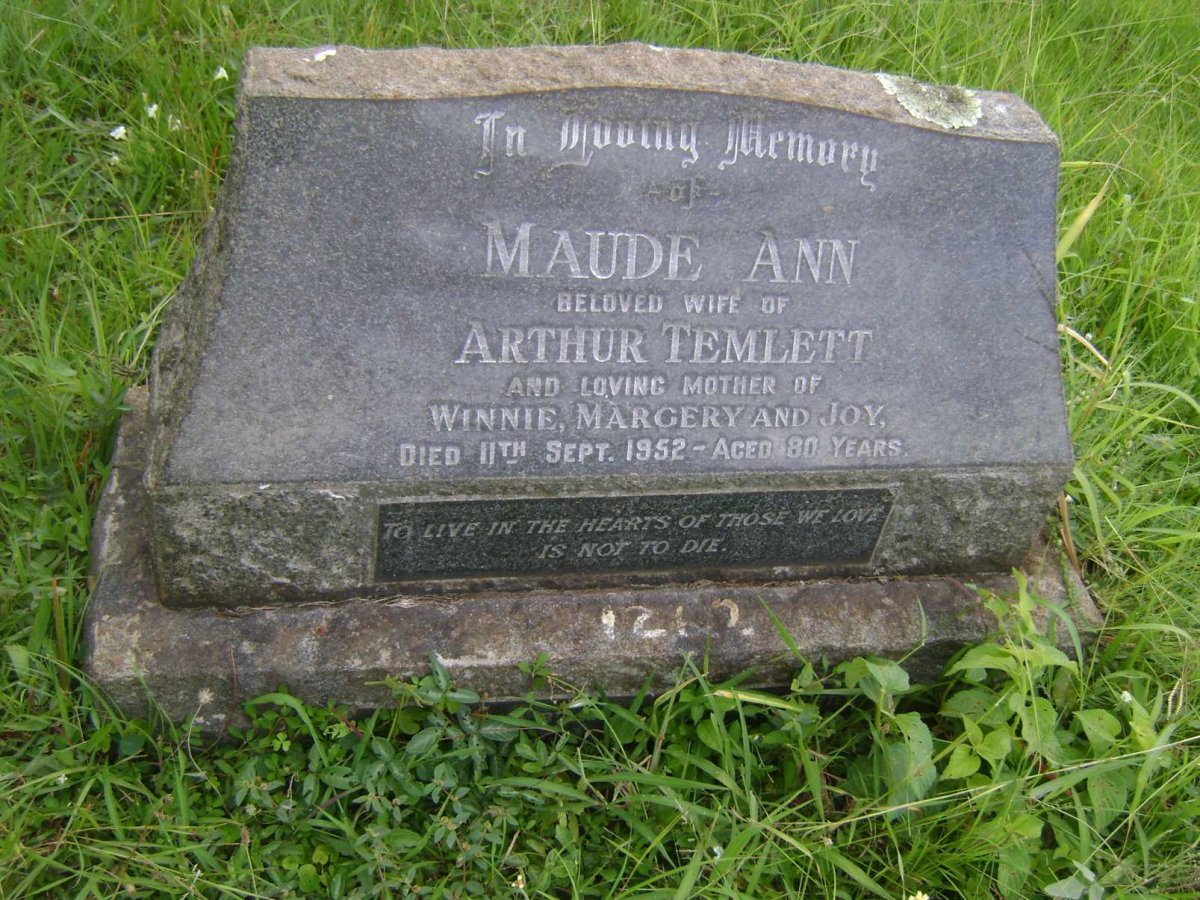 In Loving Memory
-of-
MAUDE ANN
BELOVED WIFE OF
ARTHUR TEMLETT
AND LOVING MOTHER OF
WINNIE, MARGERY AND JOY,
DIED 11TH SEPT. 1952-AGED 80 YEARS.
TO LIVE IN THE HEARTS OF THOSE WE LOVE
IS NOT TO DIE.